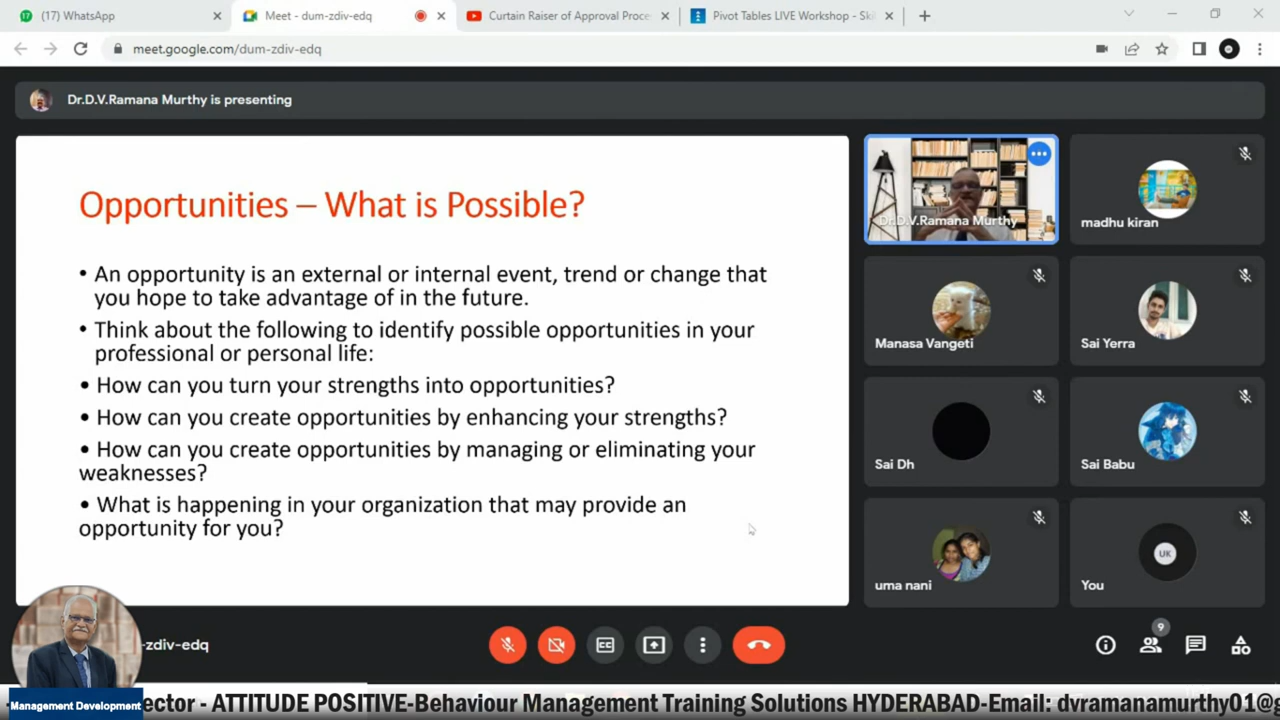 (17) WhatsApp
Meet - dum-zdiv-edq
Curtain Raiser of Approval Proce
Pivot Tables LIVE Workshop - Ski
meet.google.com/dum-zdiv-edq
Dr.D.V.Ramana Murthy is presenting
Opportunities – What is Possible?
• An opportunity is an external or internal event, trend or change that
you hope to take advantage of in the future.
• Think about the following to identify possible opportunities in your
professional or personal life:
• How can you turn your strengths into opportunities?
• How can you create opportunities by enhancing your strengths?
• How can you create opportunities by managing or eliminating your
weaknesses?
• What is happening in your organization that may provide an
opportunity for you?
Dr.D.V.Ramana Murthy
madhu kiran
Manasa Vangeti
Sai Yerra
Sai Dh
Sai Babu
uma nani
UK
You
-zdiv-edq
CC
9
Management Development
ector - ATTITUDE POSITIVE-Behaviour Management Training Solutions HYDERABAD-Email: dvramanamurthy01@g